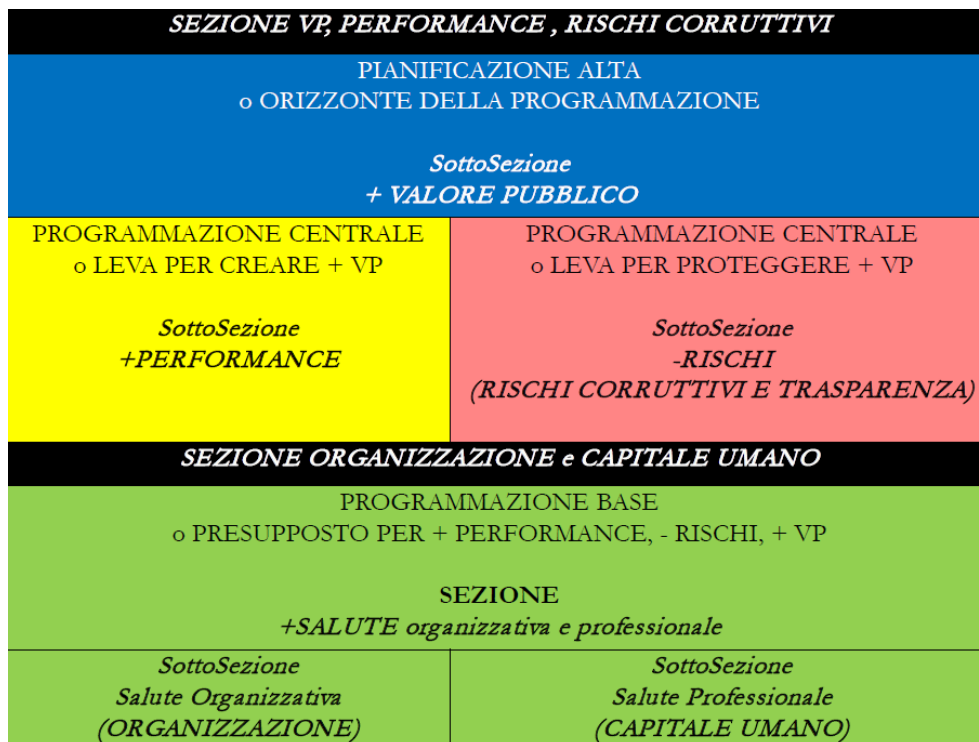 SEZIONE VP, PERFORMANCE , RISCHI CORRUTTIVI
PIANIFICAZIONE ALTA
o ORIZZONTE DELLA PROGRAMMAZIONE
SottoSezione
+ VALORE PUBBLICO
PROGRAMMAZIONE CENTRALE
o LEVA PER CREARE + VP
SottoSezione
+PERFORMANCE
PROGRAMMAZIONE CENTRALE
o LEVA PER PROTEGGERE + VP
SottoSezione
-RISCHI
(RISCHI CORRUTTIVI E TRASPARENZA)
SEZIONE ORGANIZZAZIONE e CAPITALE UMANO
PROGRAMMAZIONE BASE
o PRESUPPOSTO PER + PERFORMANCE, - RISCHI, + VP
SEZIONE
+SALUTE organizzativa e professionale
SottoSezione
Salute Organizzativa
(ORGANIZZAZIONE)
SottoSezione
Salute Professionale
(CAPITALE UMANO)